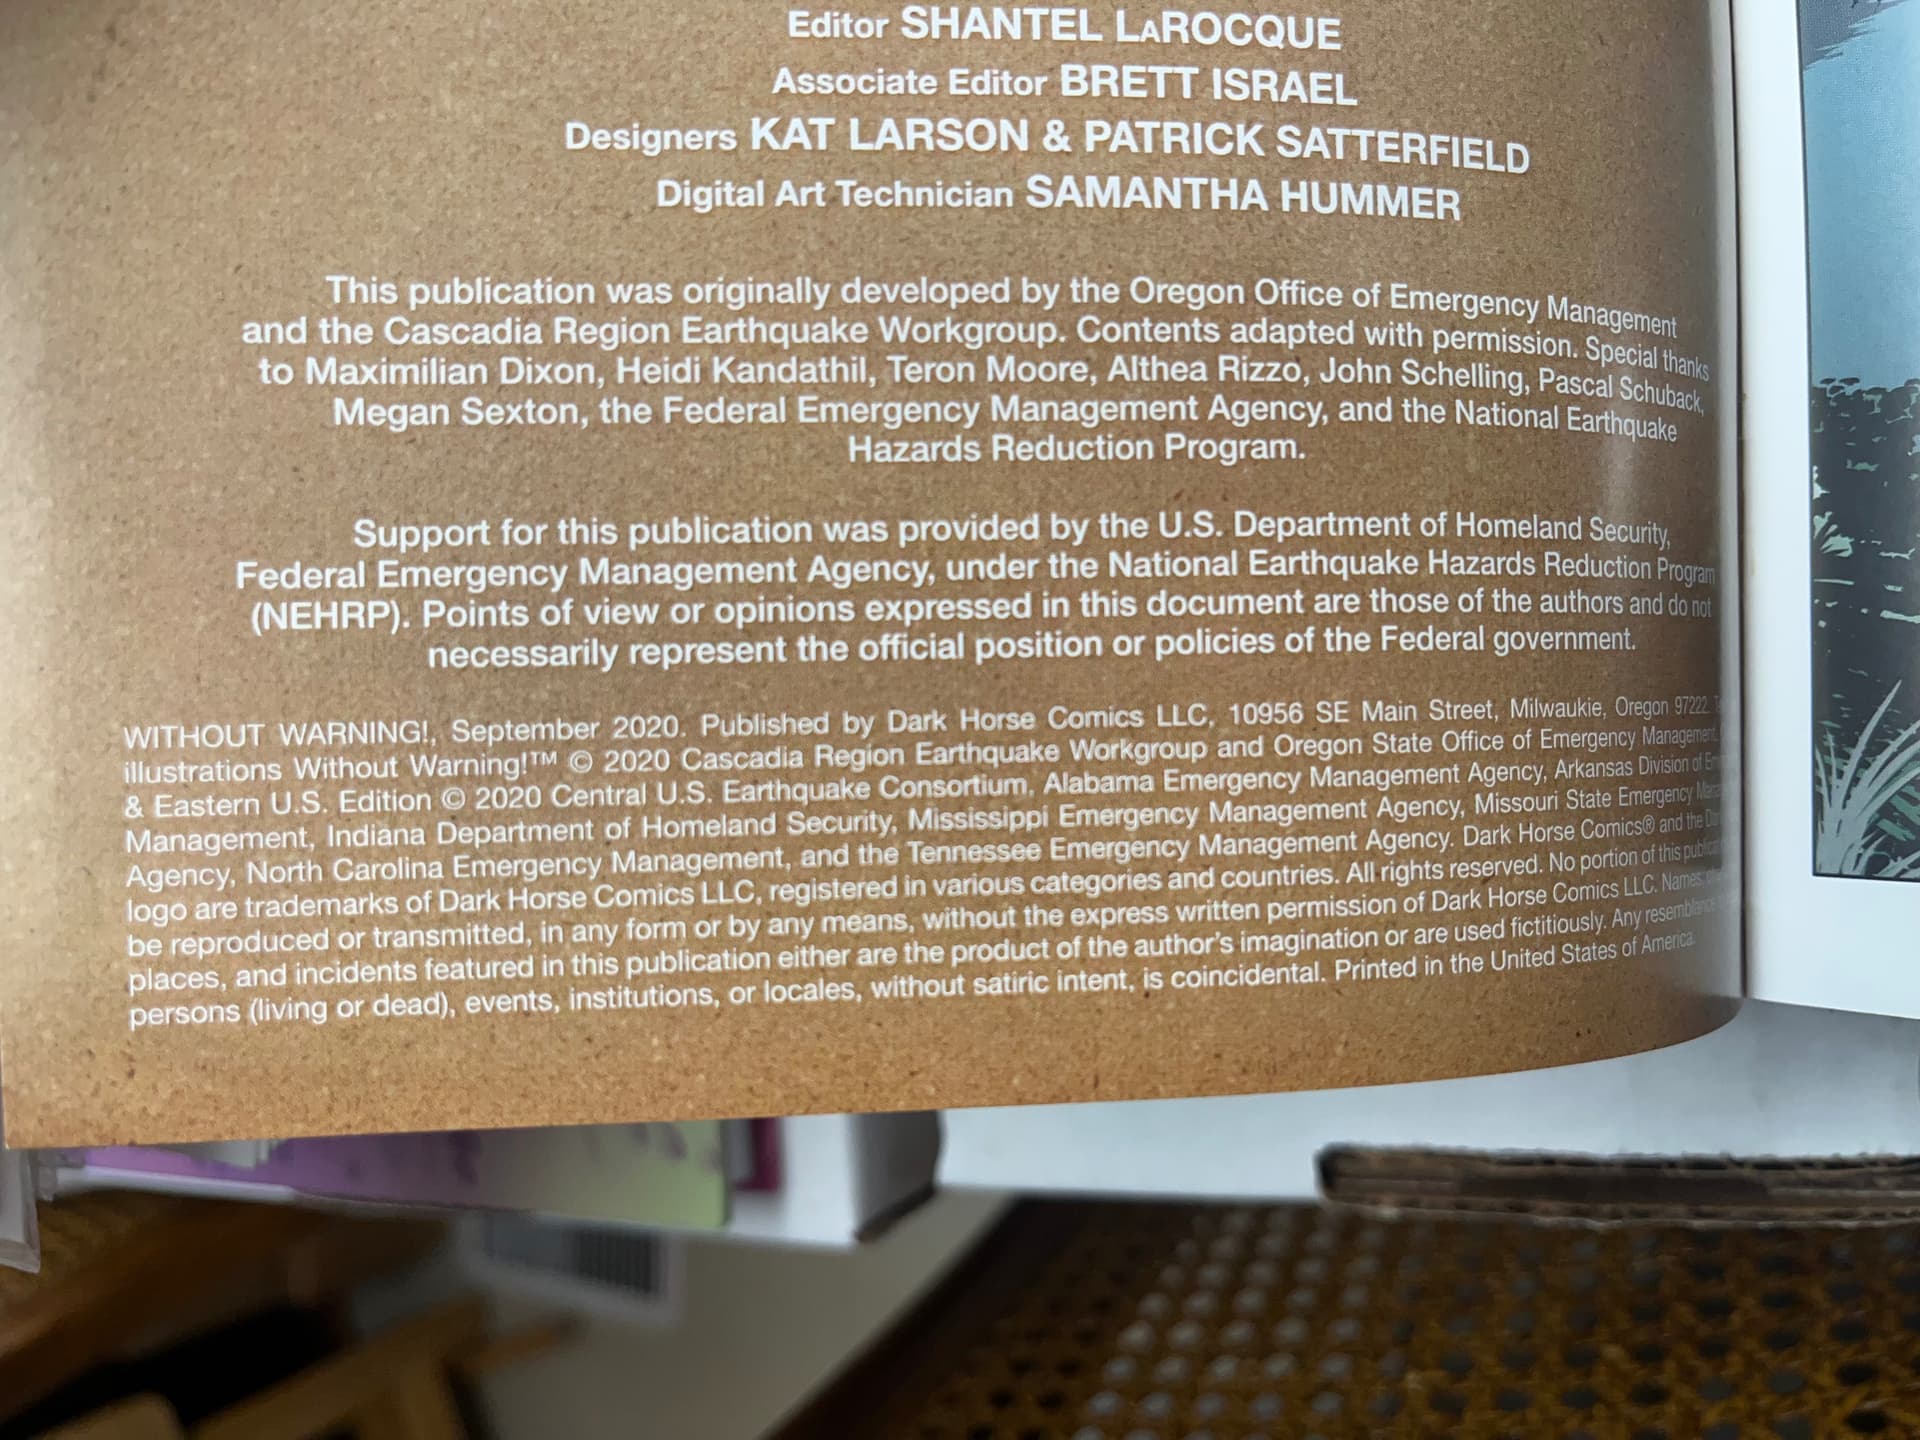 Editor SHANTEL LAROCQUE
Associate Editor BRETT ISRAEL
Designers KAT LARSON & PATRICK SATTERFIELD
Digital Art Technician SAMANTHA HUMMER
This publication was originally developed by the Oregon Office of Emergency Management
and the Cascadia Region Earthquake Workgroup. Contents adapted with permission. Special thanks
to Maximilian Dixon, Heidi Kandathil, Teron Moore, Althea Rizzo, John Schelling, Pascal Schuback,
Megan Sexton, the Federal Emergency Management Agency, and the National Earthquake
Hazards Reduction Program.
Support for this publication was provided by the U.S. Department of Homeland Security,
Federal Emergency Management Agency, under the National Earthquake Hazards Reduction Program
(NEHRP). Points of view or opinions expressed in this document are those of the authors and do not
necessarily represent the official position or policies of the Federal government.
WITHOUT WARNING!, September 2020. Published by Dark Horse Comics LLC, 10956 SE Main Street, Milwaukie, Oregon 97222.
illustrations Without Warning!™ © 2020 Cascadia Region Earthquake Workgroup and Oregon State Office of Emergency Management.
& Eastern U.S. Edition © 2020 Central U.S. Earthquake Consortium, Alabama Emergency Management Agency, Arkansas Division of
Management, Indiana Department of Homeland Security, Mississippi Emergency Management Agency, Missouri State Emergency
Agency, North Carolina Emergency Management, and the Tennessee Emergency Management Agency. Dark Horse Comics® and the
logo are trademarks of Dark Horse Comics LLC, registered in various categories and countries. All rights reserved. No portion of this
be reproduced or transmitted, in any form or by any means, without the express written permission of Dark Horse Comics LLC. Names,
places, and incidents featured in this publication either are the product of the author's imagination or are used fictitiously. Any resemblance
persons (living or dead), events, institutions, or locales, without satiric intent, is coincidental. Printed in the United States of America.